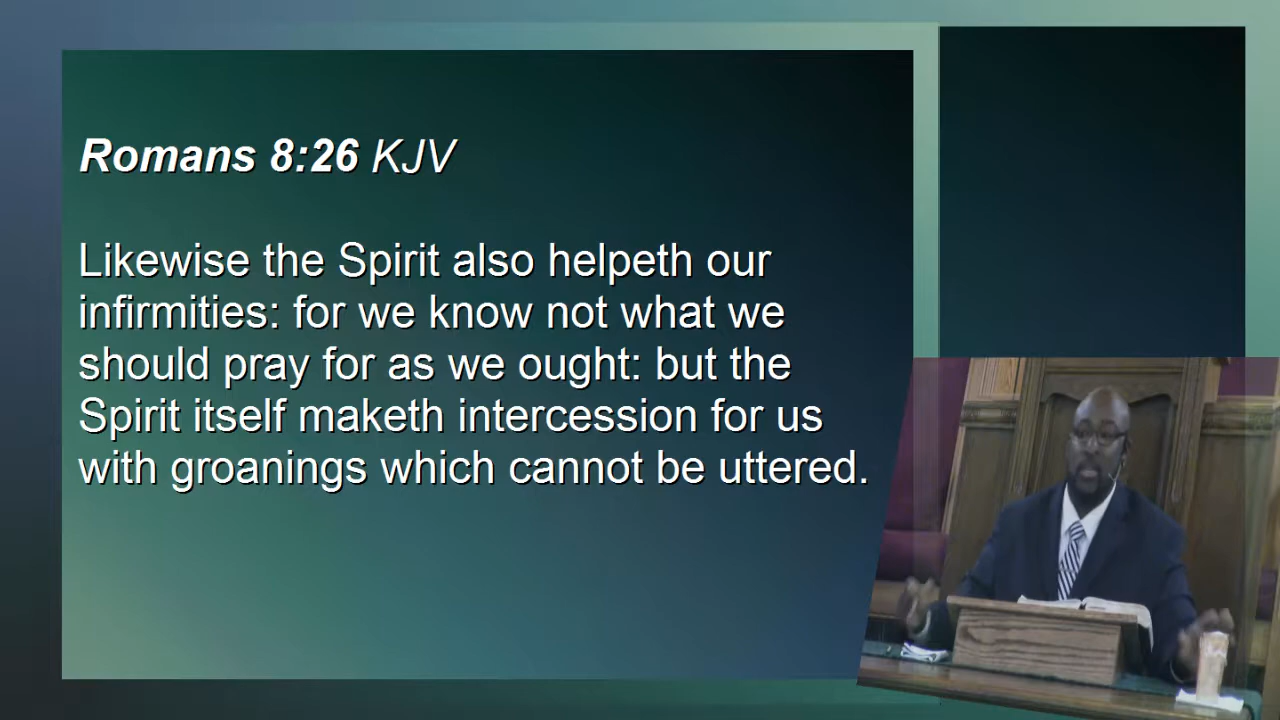 Romans 8:26 KJV
Likewise the Spirit also helpeth our
infirmities: for we know not what we
should pray for as we ought: but the
Spirit itself maketh intercession for us
with groanings which cannot be uttered.